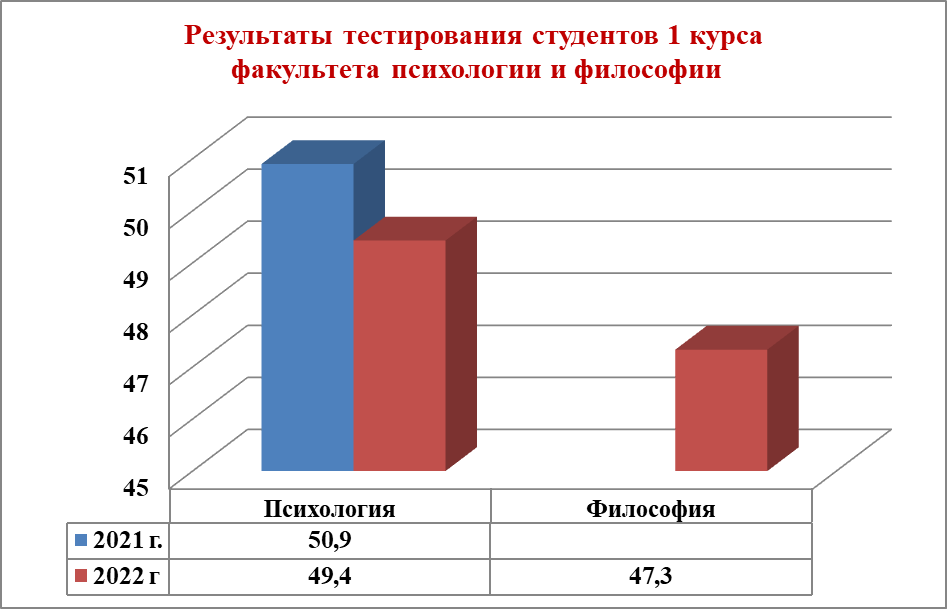 Результаты тестирования студентов 1 курса
факультета психологии и философии
51
50
49
48
47
46
45
Психология Философия
2021 г. 50,9
2022 г 49,4 47,3